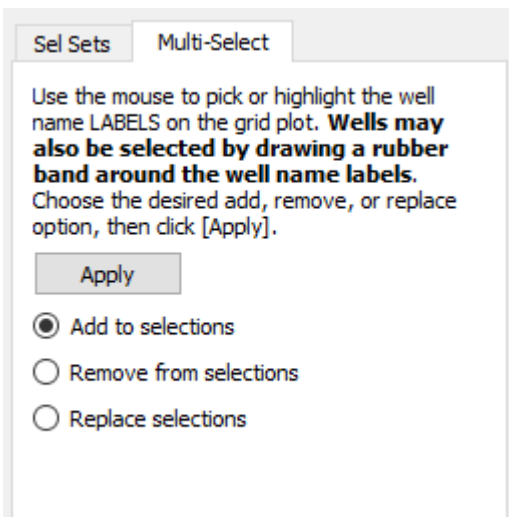 Sel Sets
Multi-Select
Use the mouse to pick or highlight the well
name LABELS on the grid plot. Wells may
also be selected by drawing a rubber
band around the well name labels.
Choose the desired add, remove, or replace
option, then click [Apply].
Apply
Add to selections
Remove from selections
Replace selections